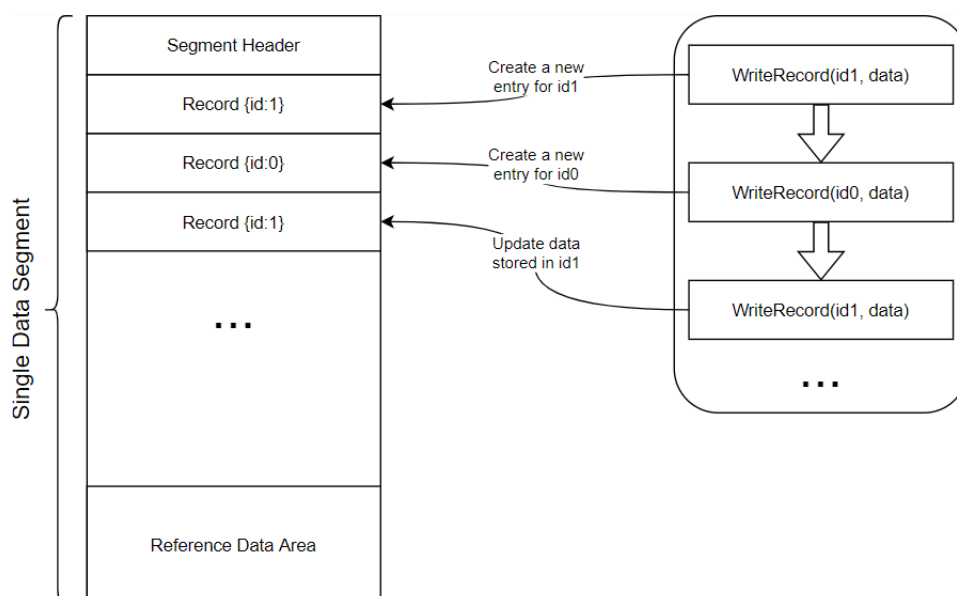 Single Data Segment
Segment Header
Record {id:1}
Record {id:0}
Record {id:1}
...
Reference Data Area
Create a new
entry for id1
Create a new
entry for id0
Update data
stored in id1
WriteRecord(id1, data)
WriteRecord(id0, data)
WriteRecord(id1, data)
...